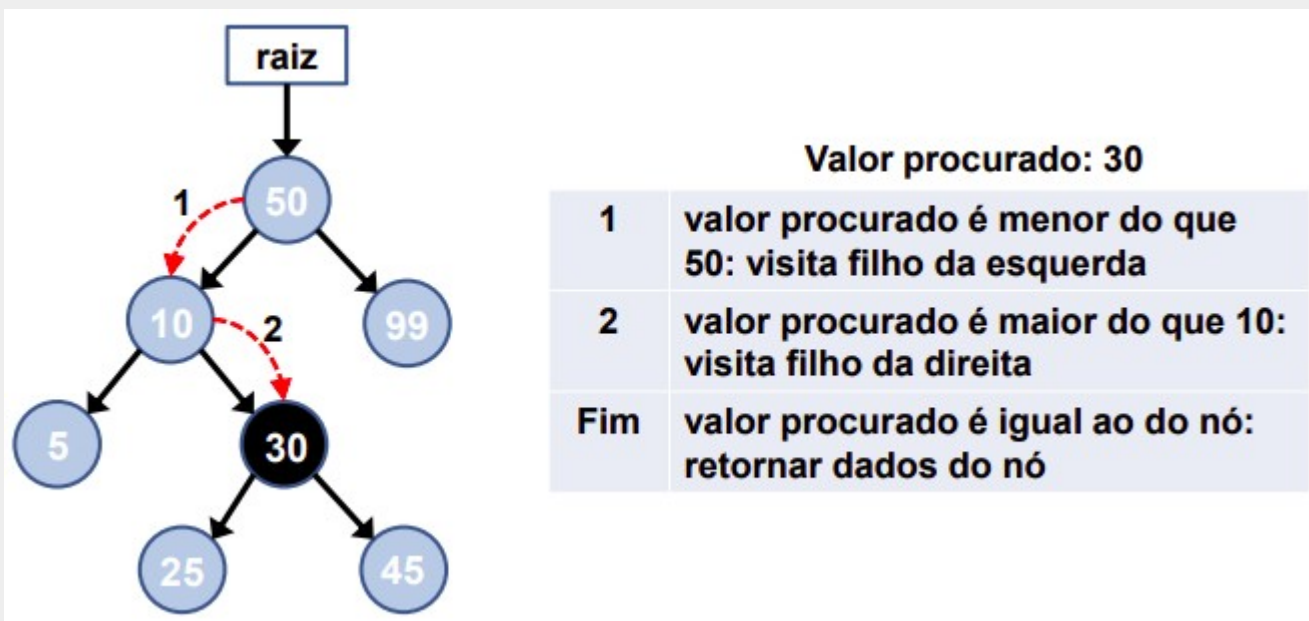 raiz
50
1
10
2
99
5
30
25
45
Valor procurado: 30
1 valor procurado é menor do que
50: visita filho da esquerda
2 valor procurado é maior do que 10:
visita filho da direita
Fim valor procurado é igual ao do nó:
retornar dados do nó